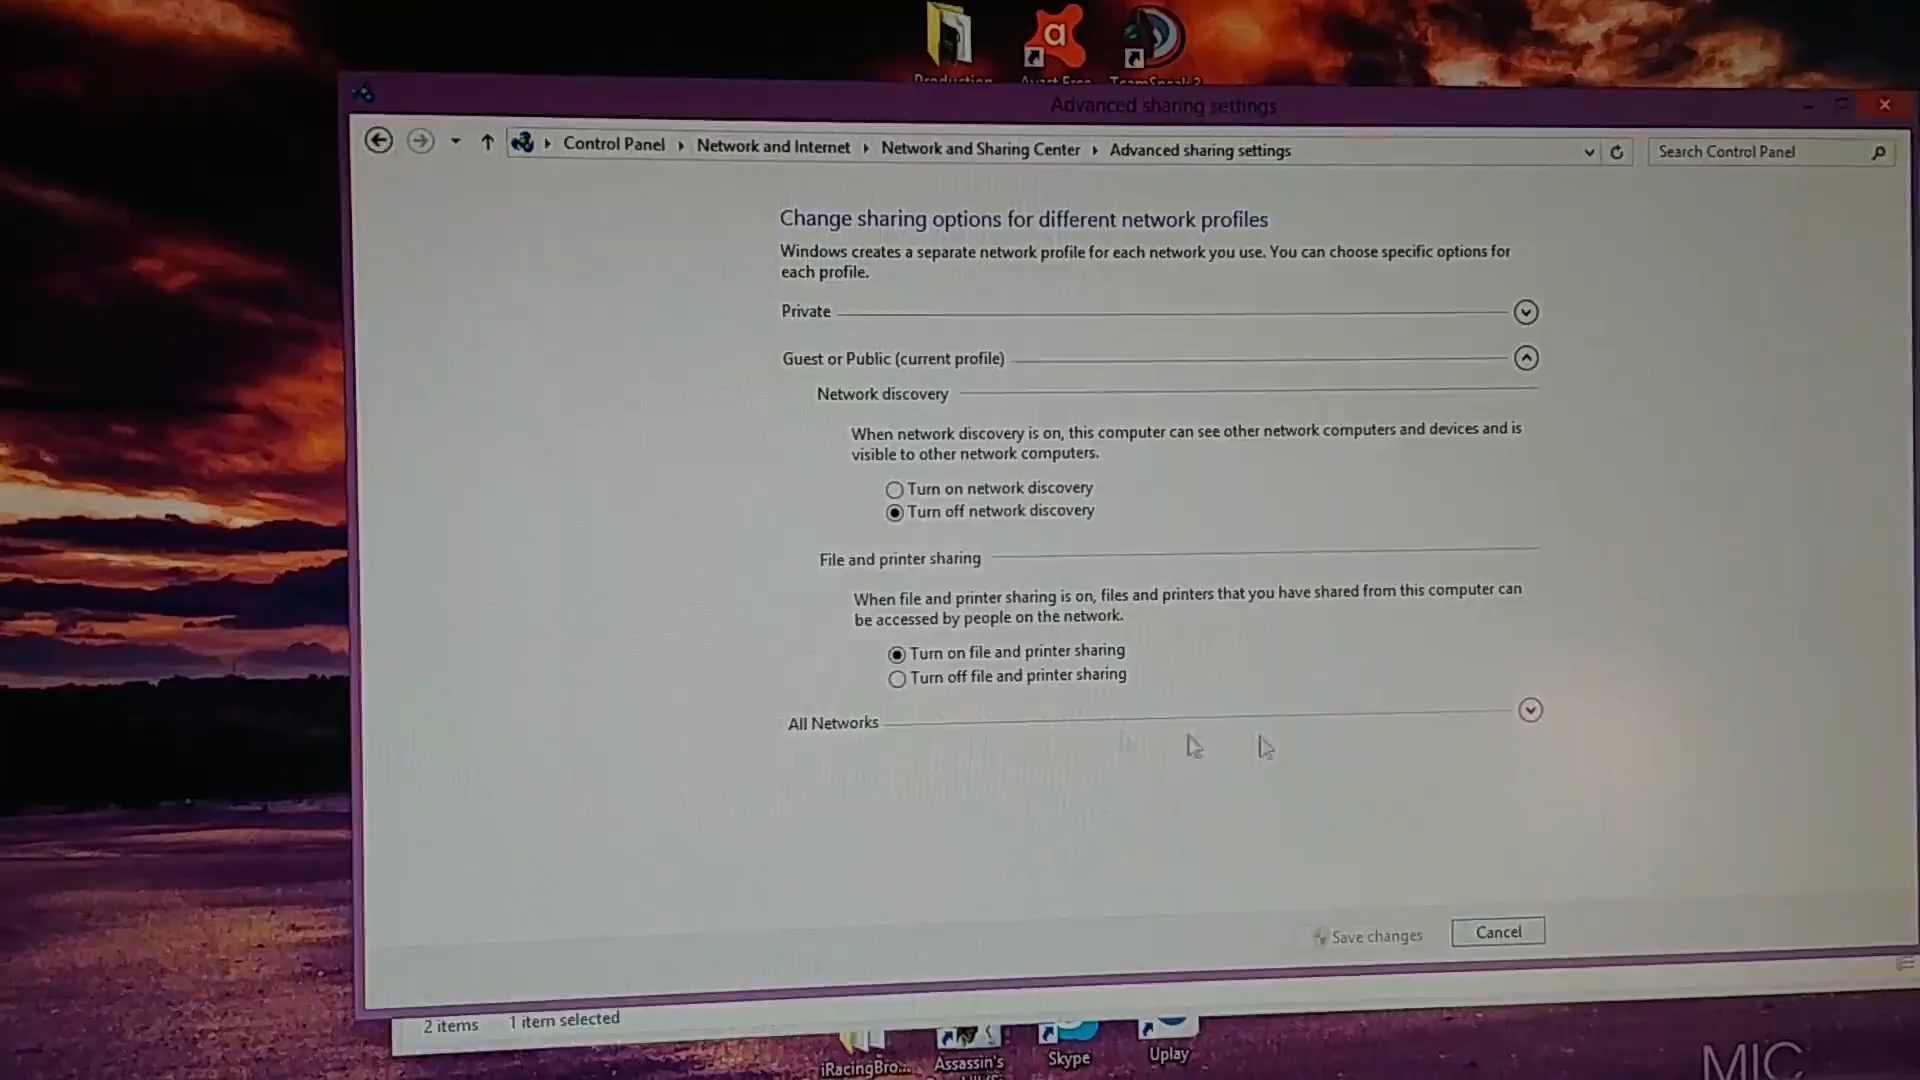 Production
Avast Free
TeamSpeak 3
Advanced sharing settings
Control Panel
Network and Internet
Network and Sharing Center
Advanced sharing settings
Search Control Panel
Change sharing options for different network profiles
Windows creates a separate network profile for each network you use. You can choose specific options for
each profile.
Private
Guest or Public (current profile)
Network discovery
When network discovery is on, this computer can see other network computers and devices and is
visible to other network computers.
Turn on network discovery
Turn off network discovery
File and printer sharing
When file and printer sharing is on, files and printers that you have shared from this computer can
be accessed by people on the network.
Turn on file and printer sharing
Turn off file and printer sharing
All Networks
Save changes
Cancel
2 items
1 item selected
iRacingBro...
Assassin's
Skype
Uplay
MIC